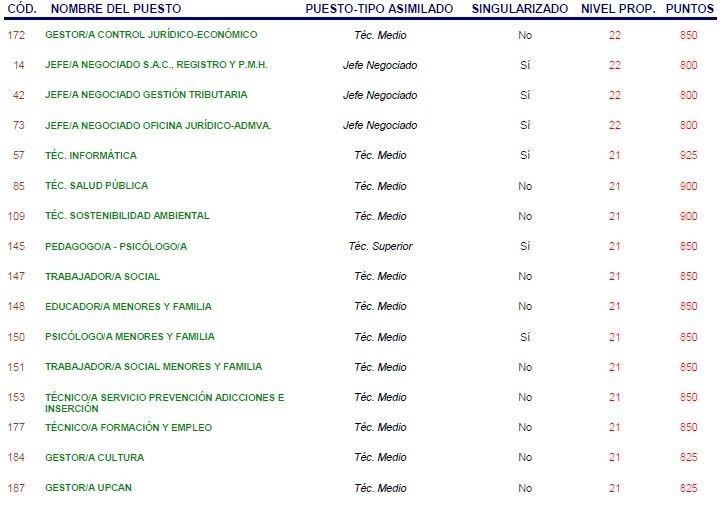 CÓD. NOMBRE DEL PUESTO PUESTO-TIPO ASIMILADO SINGULARIZADO NIVEL PROP. PUNTOS
172 GESTOR/A CONTROL JURÍDICO-ECONÓMICO Téc. Medio No 22 850
14 JEFE/A NEGOCIADO S.A.C., REGISTRO Y P.M.H. Jefe Negociado Sí 22 800
42 JEFE/A NEGOCIADO GESTIÓN TRIBUTARIA Jefe Negociado Sí 22 800
73 JEFE/A NEGOCIADO OFICINA JURÍDICO-ADMVA. Jefe Negociado Sí 22 800
57 TÉC. INFORMÁTICA Téc. Medio Sí 21 925
85 TÉC. SALUD PÚBLICA Téc. Medio No 21 900
109 TÉC. SOSTENIBILIDAD AMBIENTAL Téc. Medio No 21 900
145 PEDAGOGO/A - PSICÓLOGO/A Téc. Superior Sí 21 850
147 TRABAJADOR/A SOCIAL Téc. Medio No 21 850
148 EDUCADOR/A MENORES Y FAMILIA Téc. Medio No 21 850
150 PSICÓLOGO/A MENORES Y FAMILIA Téc. Medio Sí 21 850
151 TRABAJADOR/A SOCIAL MENORES Y FAMILIA Téc. Medio No 21 850
153 TÉCNICO/A SERVICIO PREVENCIÓN ADICCIONES E Téc. Medio No 21 850
INSERCIÓN
177 TÉCNICO/A FORMACIÓN Y EMPLEO Téc. Medio No 21 850
184 GESTOR/A CULTURA Téc. Medio No 21 825
187 GESTOR/A UPCAN Téc. Medio No 21 825